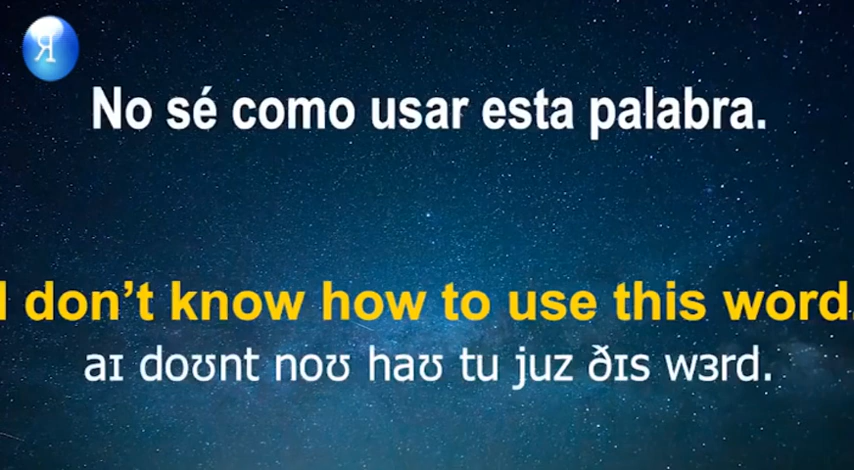 Я
No sé como usar esta palabra.
I don’t know how to use this word.
aɪ doʊnt noʊ haʊ tu juz ðɪs wɜrd.